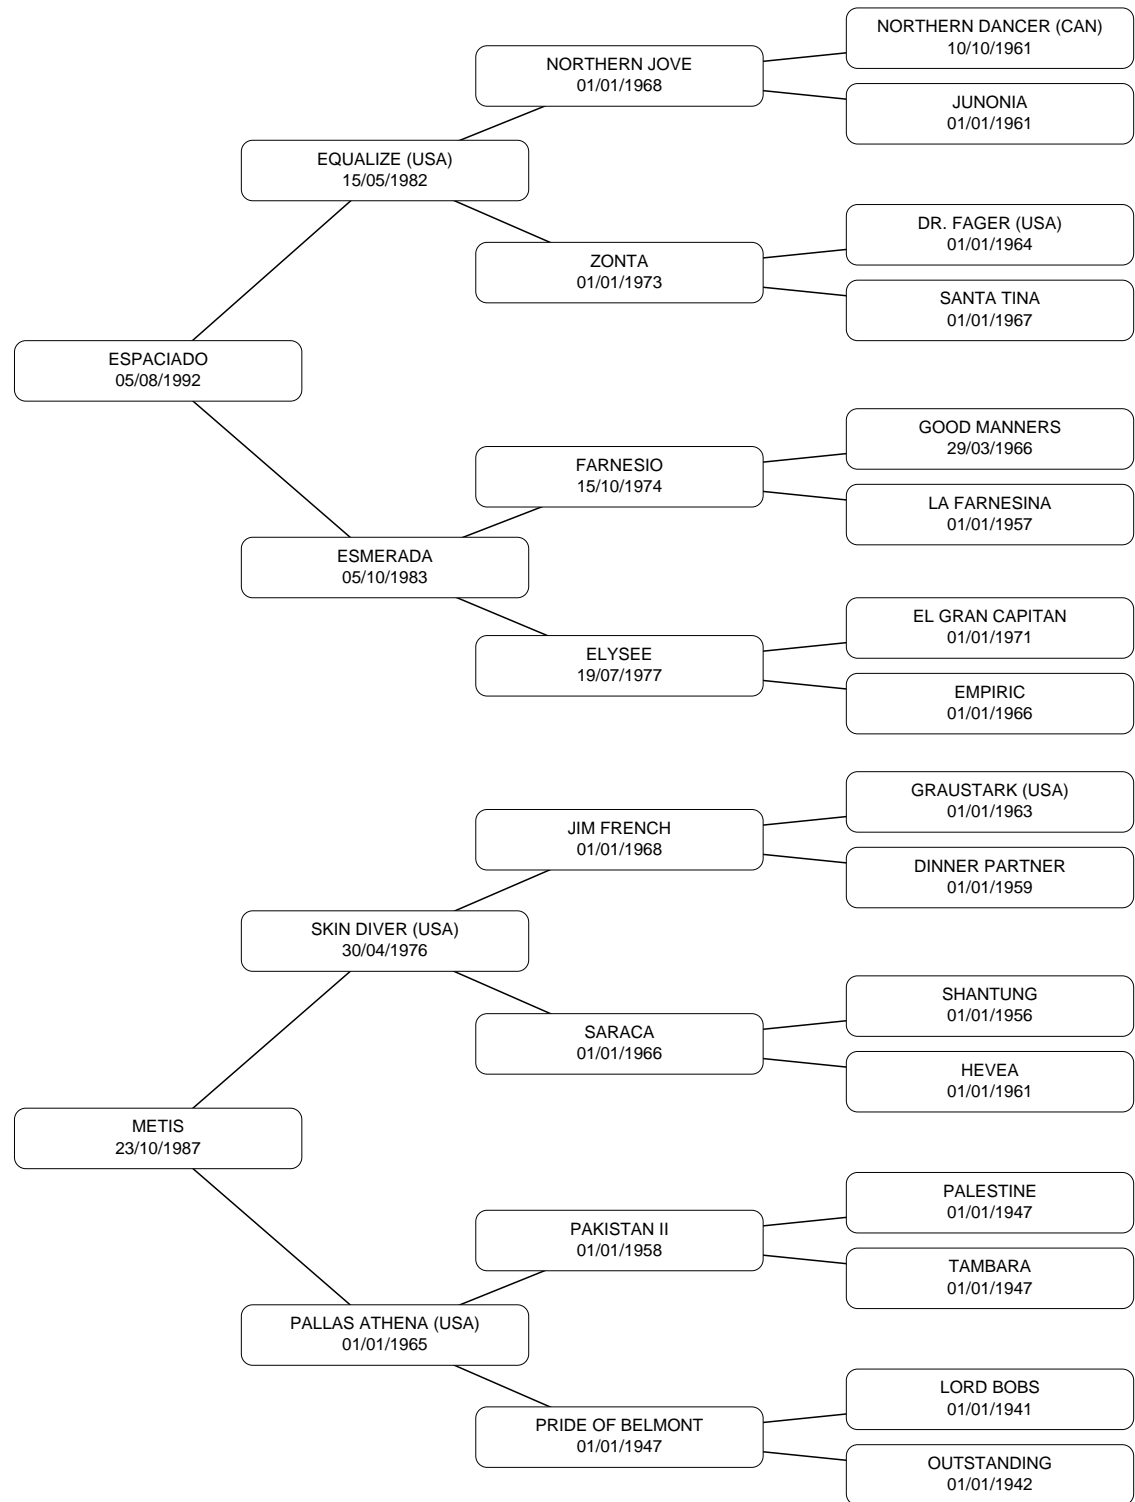 NORTHERN DANCER (CAN)
10/10/1961
NORTHERN JOVE
01/01/1968
JUNONIA
01/01/1961
EQUALIZE (USA)
15/05/1982
DR. FAGER (USA)
01/01/1964
ZONTA
01/01/1973
SANTA TINA
01/01/1967
ESPACIADO
05/08/1992
GOOD MANNERS
29/03/1966
FARNESIO
15/10/1974
LA FARNESINA
01/01/1957
ESMERADA
05/10/1983
EL GRAN CAPITAN
01/01/1971
ELYSEE
19/07/1977
EMPIRIC
01/01/1966
GRAUSTARK (USA)
01/01/1963
JIM FRENCH
01/01/1968
DINNER PARTNER
01/01/1959
SKIN DIVER (USA)
30/04/1976
SHANTUNG
01/01/1956
SARACA
01/01/1966
HEVEA
01/01/1961
METIS
23/10/1987
PALESTINE
01/01/1947
PAKISTAN II
01/01/1958
TAMBARA
01/01/1947
PALLAS ATHENA (USA)
01/01/1965
LORD BOBS
01/01/1941
PRIDE OF BELMONT
01/01/1947
OUTSTANDING
01/01/1942